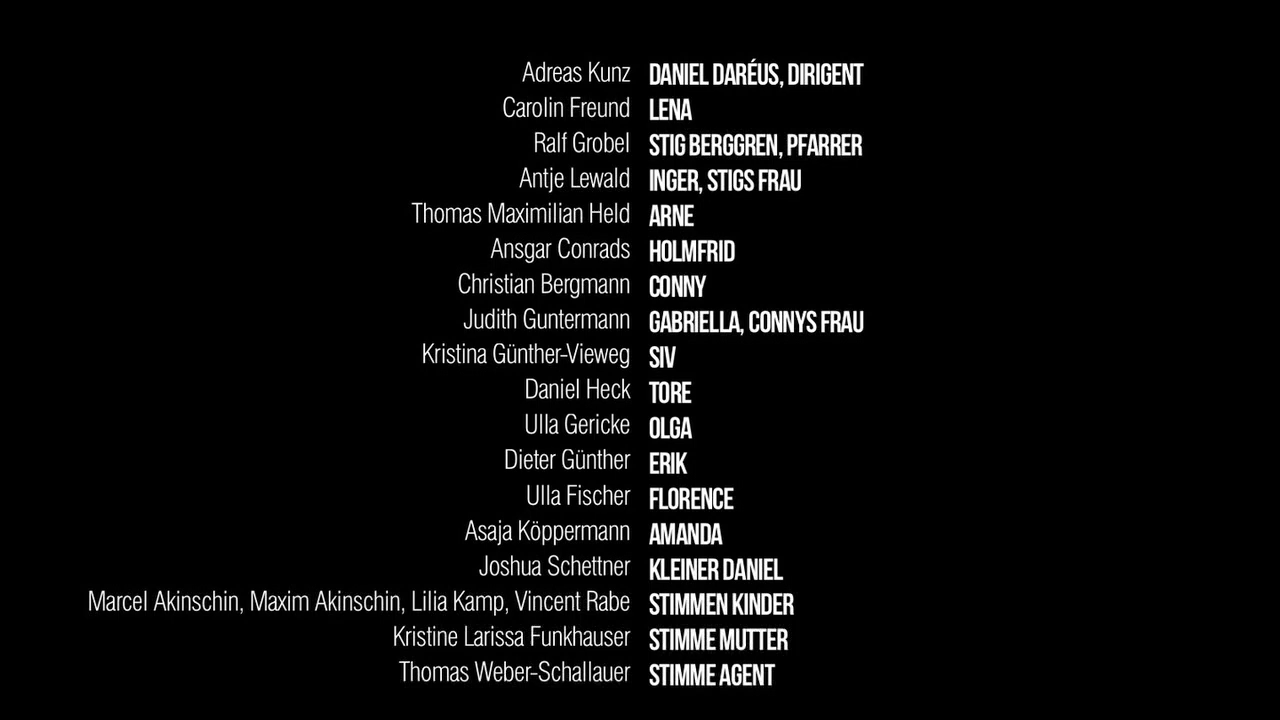 Adreas Kunz DANIEL DARÉUS, DIRIGENT
Carolin Freund LENA
Ralf Grobel STIG BERGGREN, PFARRER
Antje Lewald INGER, STIGS FRAU
Thomas Maximilian Held ARNE
Ansgar Conrads HOLMFRID
Christian Bergmann CONNY
Judith Guntermann GABRIELLA, CONNYS FRAU
Kristina Günther-Vieweg SIV
Daniel Heck TORE
Ulla Gericke OLGA
Dieter Günther ERIK
Ulla Fischer FLORENCE
Asaja Köppermann AMANDA
Joshua Schettner KLEINER DANIEL
Marcel Akinschin, Maxim Akinschin, Lilia Kamp, Vincent Rabe STIMMEN KINDER
Kristine Larissa Funkhauser STIMME MUTTER
Thomas Weber-Schallauer STIMME AGENT